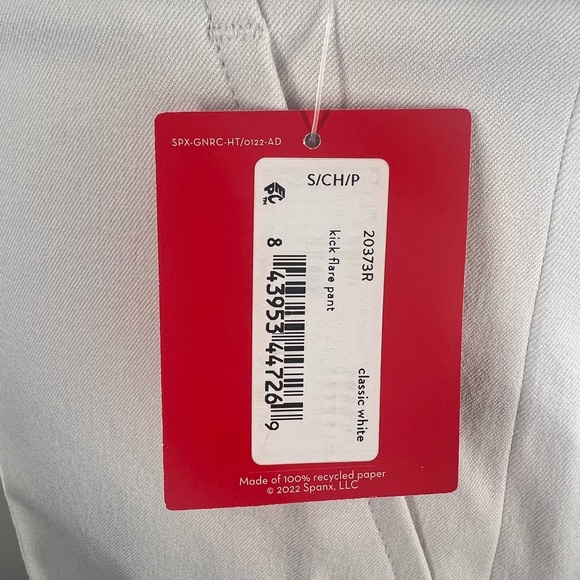 SPX-GNRC-HT/0122-AD
S/CH/P
EPC™
20373R
kick flare pant
classic white
8 43953 44726 9
Made of 100% recycled paper
© 2022 Spanx, LLC